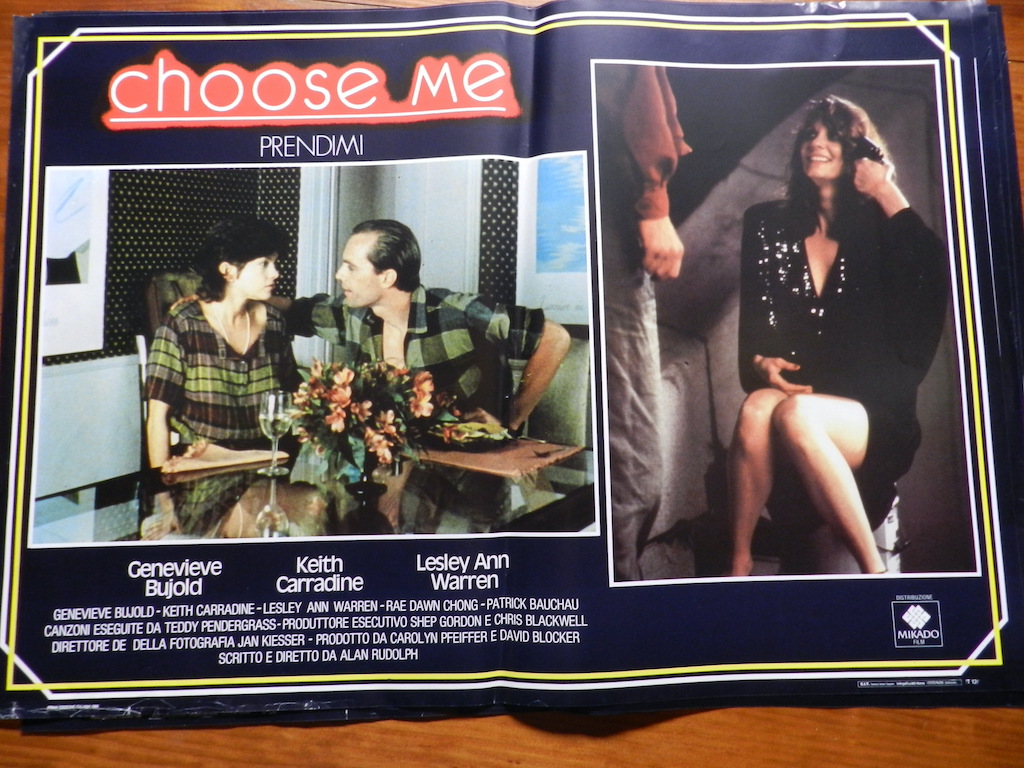 choose Me
PRENDIMI
Genevieve Bujold
Keith Carradine
Lesley Ann Warren
GENEVIEVE BUJOLD - KEITH CARRADINE - LESLEY ANN WARREN - RAE DAWN CHONG - PATRICK BAUCHAU
CANZONI ESEGUITE DA TEDDY PENDERGRASS - PRODUTTORE ESECUTIVO SHEP GORDON E CHRIS BLACKWELL
DIRETTORE DE DELLA FOTOGRAFIA JAN KIESSER - PRODOTTO DA CAROLYN PFEIFFER E DAVID BLOCKER
SCRITTO E DIRETTO DA ALAN RUDOLPH
DISTRIBUZIONE
MIKADO
FILM